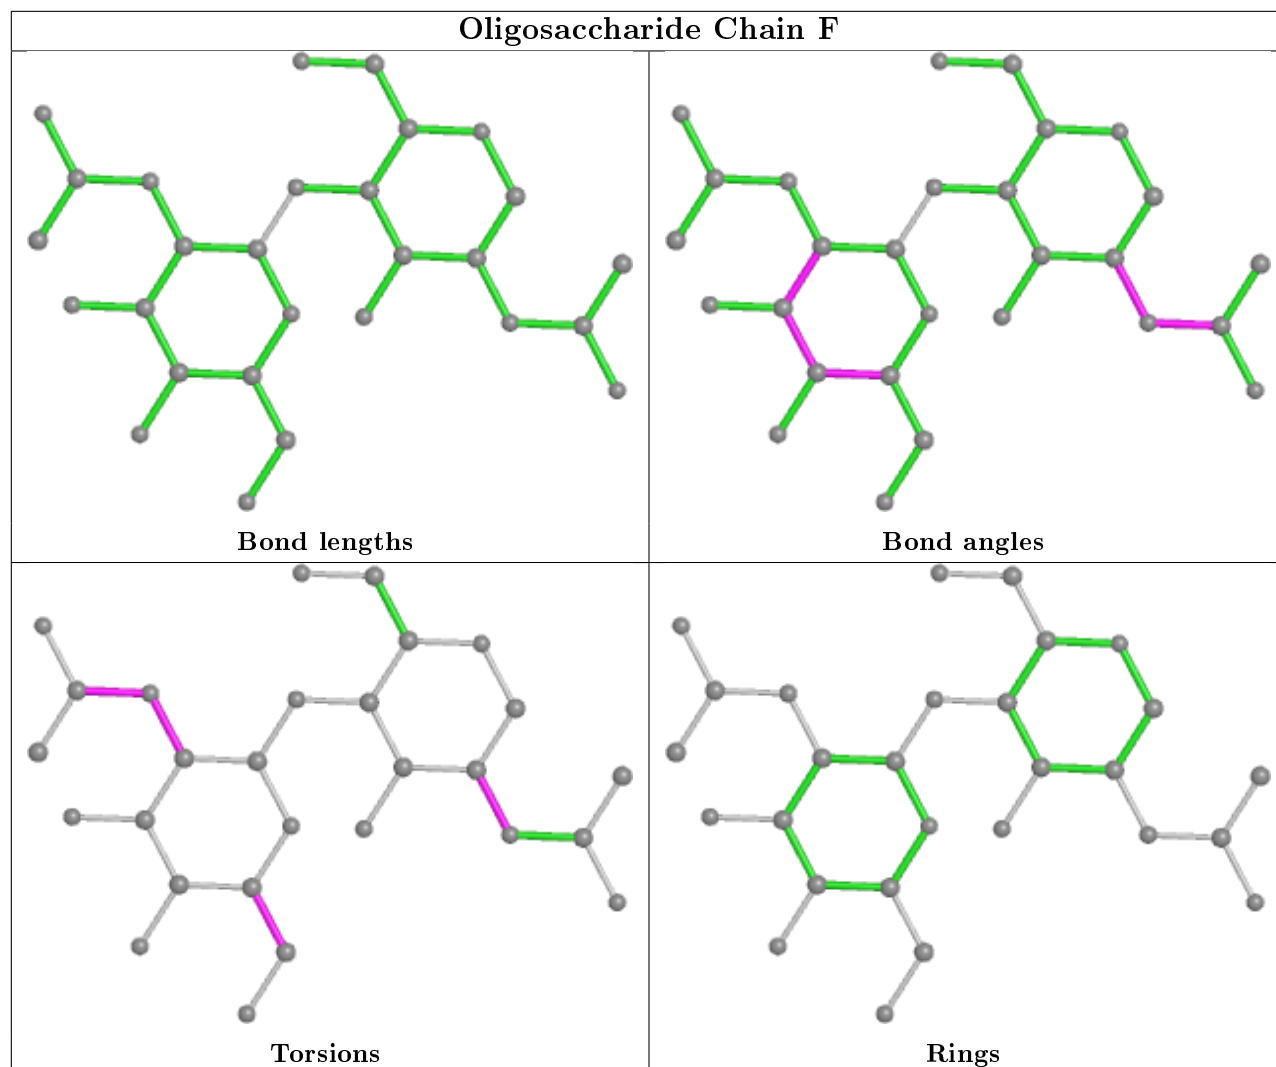 Oligosaccharide Chain F
Bond lengths
Bond angles
Torsions
Rings